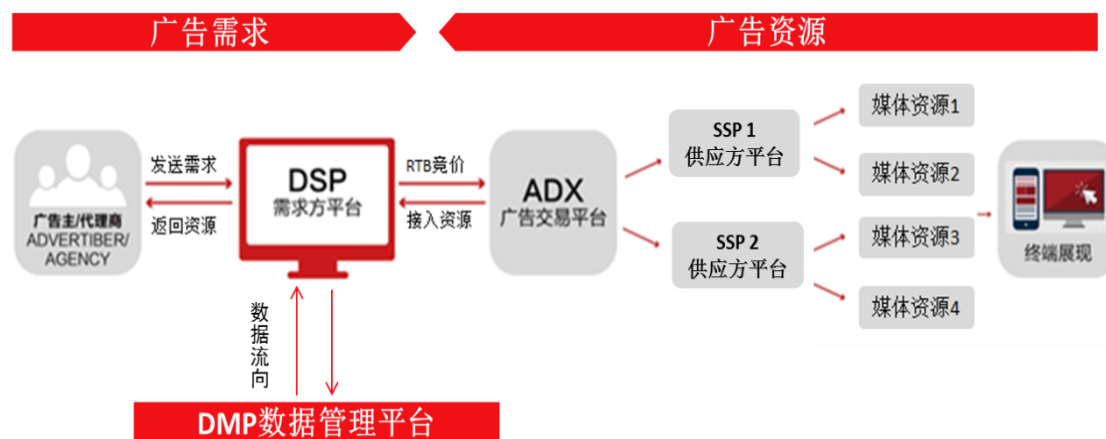 广告需求
广告资源
广告主/代理商
ADVERTIBER/
AGENCY
发送需求
返回资源
DSP
需求方平台
RTB竞价
接入资源
ADX
广告交易平台
SSP 1
供应方平台
SSP 2
供应方平台
媒体资源1
媒体资源2
媒体资源3
媒体资源4
终端展现
数据流向
DMP数据管理平台